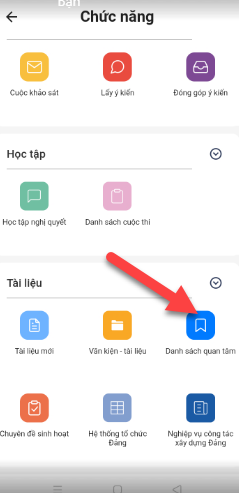 bạn
Chức năng
Cuộc khảo sát
Lấy ý kiến
Đóng góp ý kiến
Học tập
Học tập nghị quyết
Danh sách cuộc thi
Tài liệu
Tài liệu mới
Văn kiện - tài liệu
Danh sách quan tâm
Chuyên đề sinh hoạt
Hệ thống tổ chức
Đảng
Nghiệp vụ công tác
xây dựng Đảng